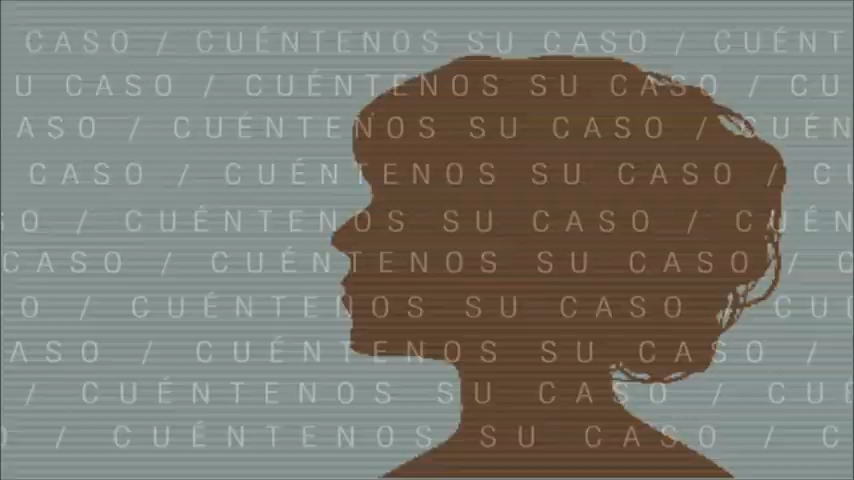 CASO / CUÉNTENOS SU CASO / CUÉNT
U CASO / CUÉNTENOS SU CASO / CU
ASO / CUÉNTENOS SU CASO / CUÉN
CASO / CUÉNTENOS SU CASO / CU
SO / CUÉNTENOS SU CASO / CUÉN
CASO / CUÉNTENOS SU CASO / C
O / CUÉNTENOS SU CASO / CUÉ
ASO / CUÉNTENOS SU CASO /
/ CUÉNTENOS SU CASO / CUÉ
O / CUÉNTENOS SU CASO / C